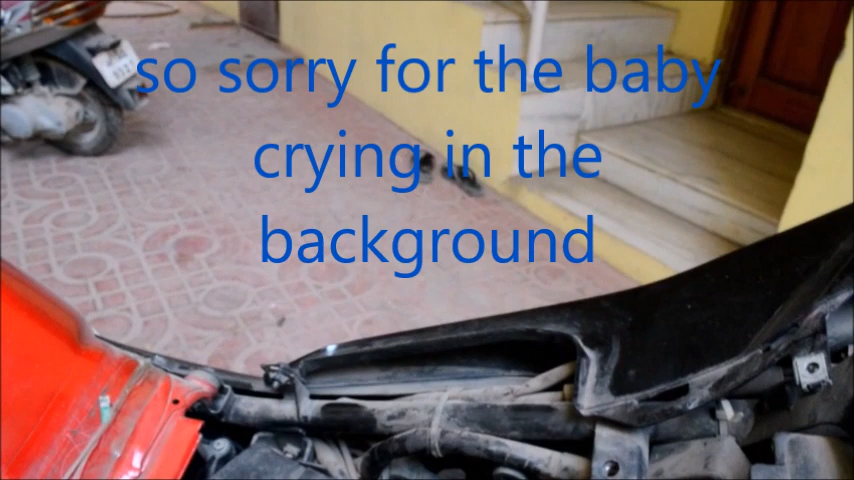 so sorry for the baby
crying in the
background